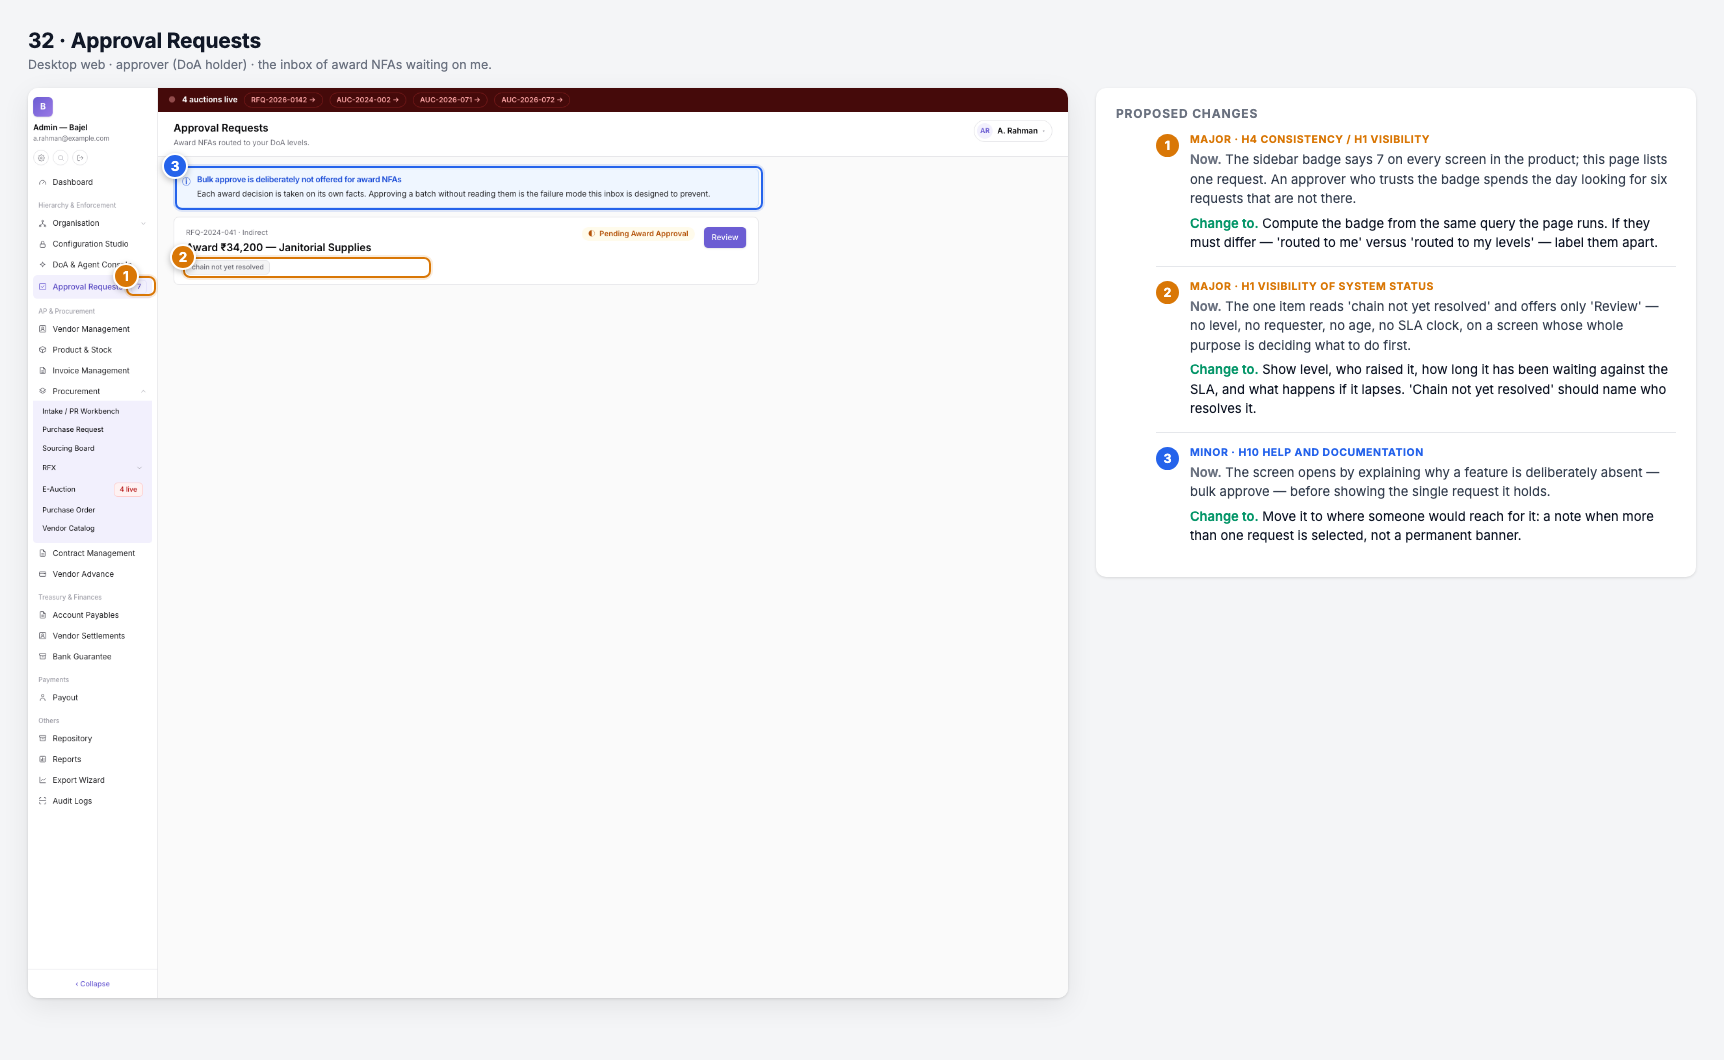 32 · Approval Requests
Desktop web · approver (DoA holder) · the inbox of award NFAs waiting on me.
B
Admin — Bajel
a.rahman@example.com
Dashboard
Hierarchy & Enforcement
Organisation
Configuration Studio
DoA & Agent Console
1
Approval Requests
7
AP & Procurement
Vendor Management
Product & Stock
Invoice Management
Procurement
Intake / PR Workbench
Purchase Request
Sourcing Board
RFX
E-Auction 4 live
Purchase Order
Vendor Catalog
Contract Management
Vendor Advance
Treasury & Finances
Account Payables
Vendor Settlements
Bank Guarantee
Payments
Payout
Others
Repository
Reports
Export Wizard
Audit Logs
‹ Collapse
4 auctions live RFQ-2026-0142 → AUC-2024-002 → AUC-2026-071 → AUC-2026-072 →
Approval Requests
Award NFAs routed to your DoA levels.
AR A. Rahman
3
Bulk approve is deliberately not offered for award NFAs
Each award decision is taken on its own facts. Approving a batch without reading them is the failure mode this inbox is designed to prevent.
RFQ-2024-041 · Indirect
Award ₹34,200 — Janitorial Supplies
2
chain not yet resolved
Pending Award Approval
Review
PROPOSED CHANGES
1
MAJOR · H4 CONSISTENCY / H1 VISIBILITY
Now. The sidebar badge says 7 on every screen in the product; this page lists
one request. An approver who trusts the badge spends the day looking for six
requests that are not there.
Change to. Compute the badge from the same query the page runs. If they
must differ — 'routed to me' versus 'routed to my levels' — label them apart.
2
MAJOR · H1 VISIBILITY OF SYSTEM STATUS
Now. The one item reads 'chain not yet resolved' and offers only 'Review' —
no level, no requester, no age, no SLA clock, on a screen whose whole
purpose is deciding what to do first.
Change to. Show level, who raised it, how long it has been waiting against the
SLA, and what happens if it lapses. 'Chain not yet resolved' should name who
resolves it.
3
MINOR · H10 HELP AND DOCUMENTATION
Now. The screen opens by explaining why a feature is deliberately absent —
bulk approve — before showing the single request it holds.
Change to. Move it to where someone would reach for it: a note when more
than one request is selected, not a permanent banner.